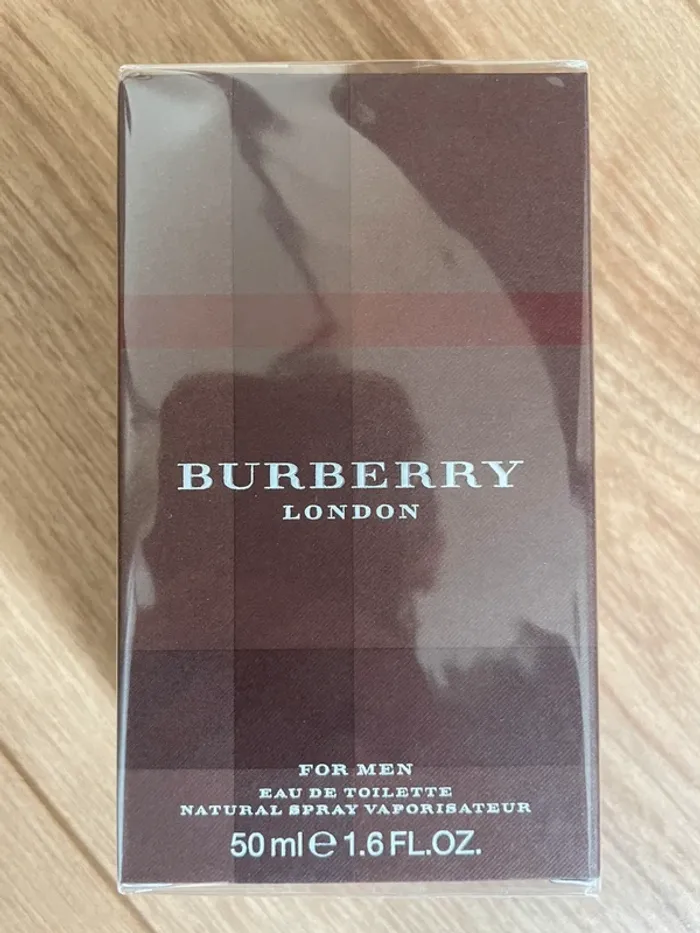 BURBERRY
LONDON
FOR MEN
EAU DE TOILETTE
NATURAL SPRAY VAPORISATEUR
50 ml ℮ 1.6 FL.OZ.